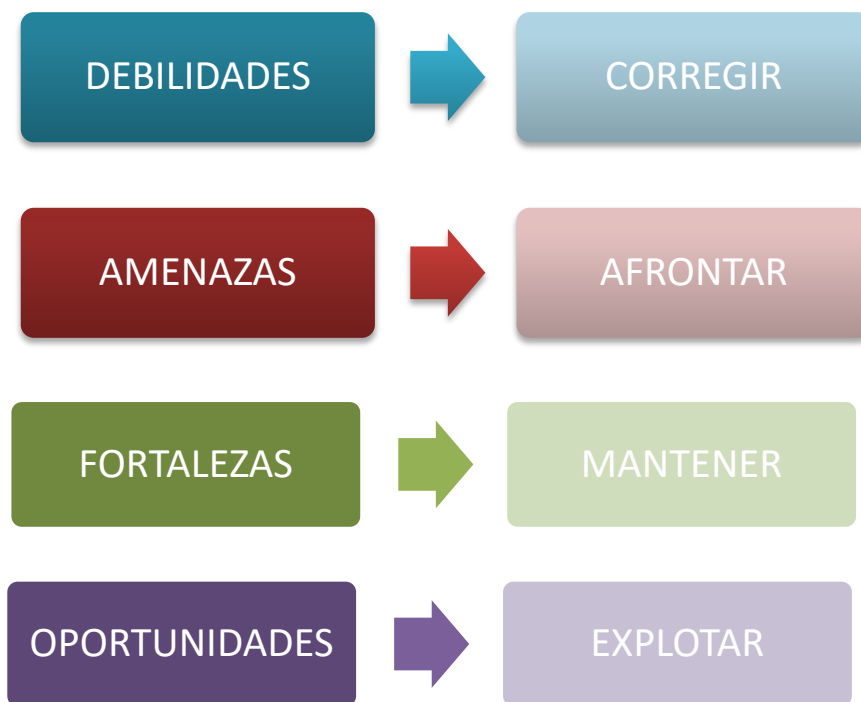 DEBILIDADES
CORREGIR
AMENAZAS
AFRONTAR
FORTALEZAS
MANTENER
OPORTUNIDADES
EXPLOTAR